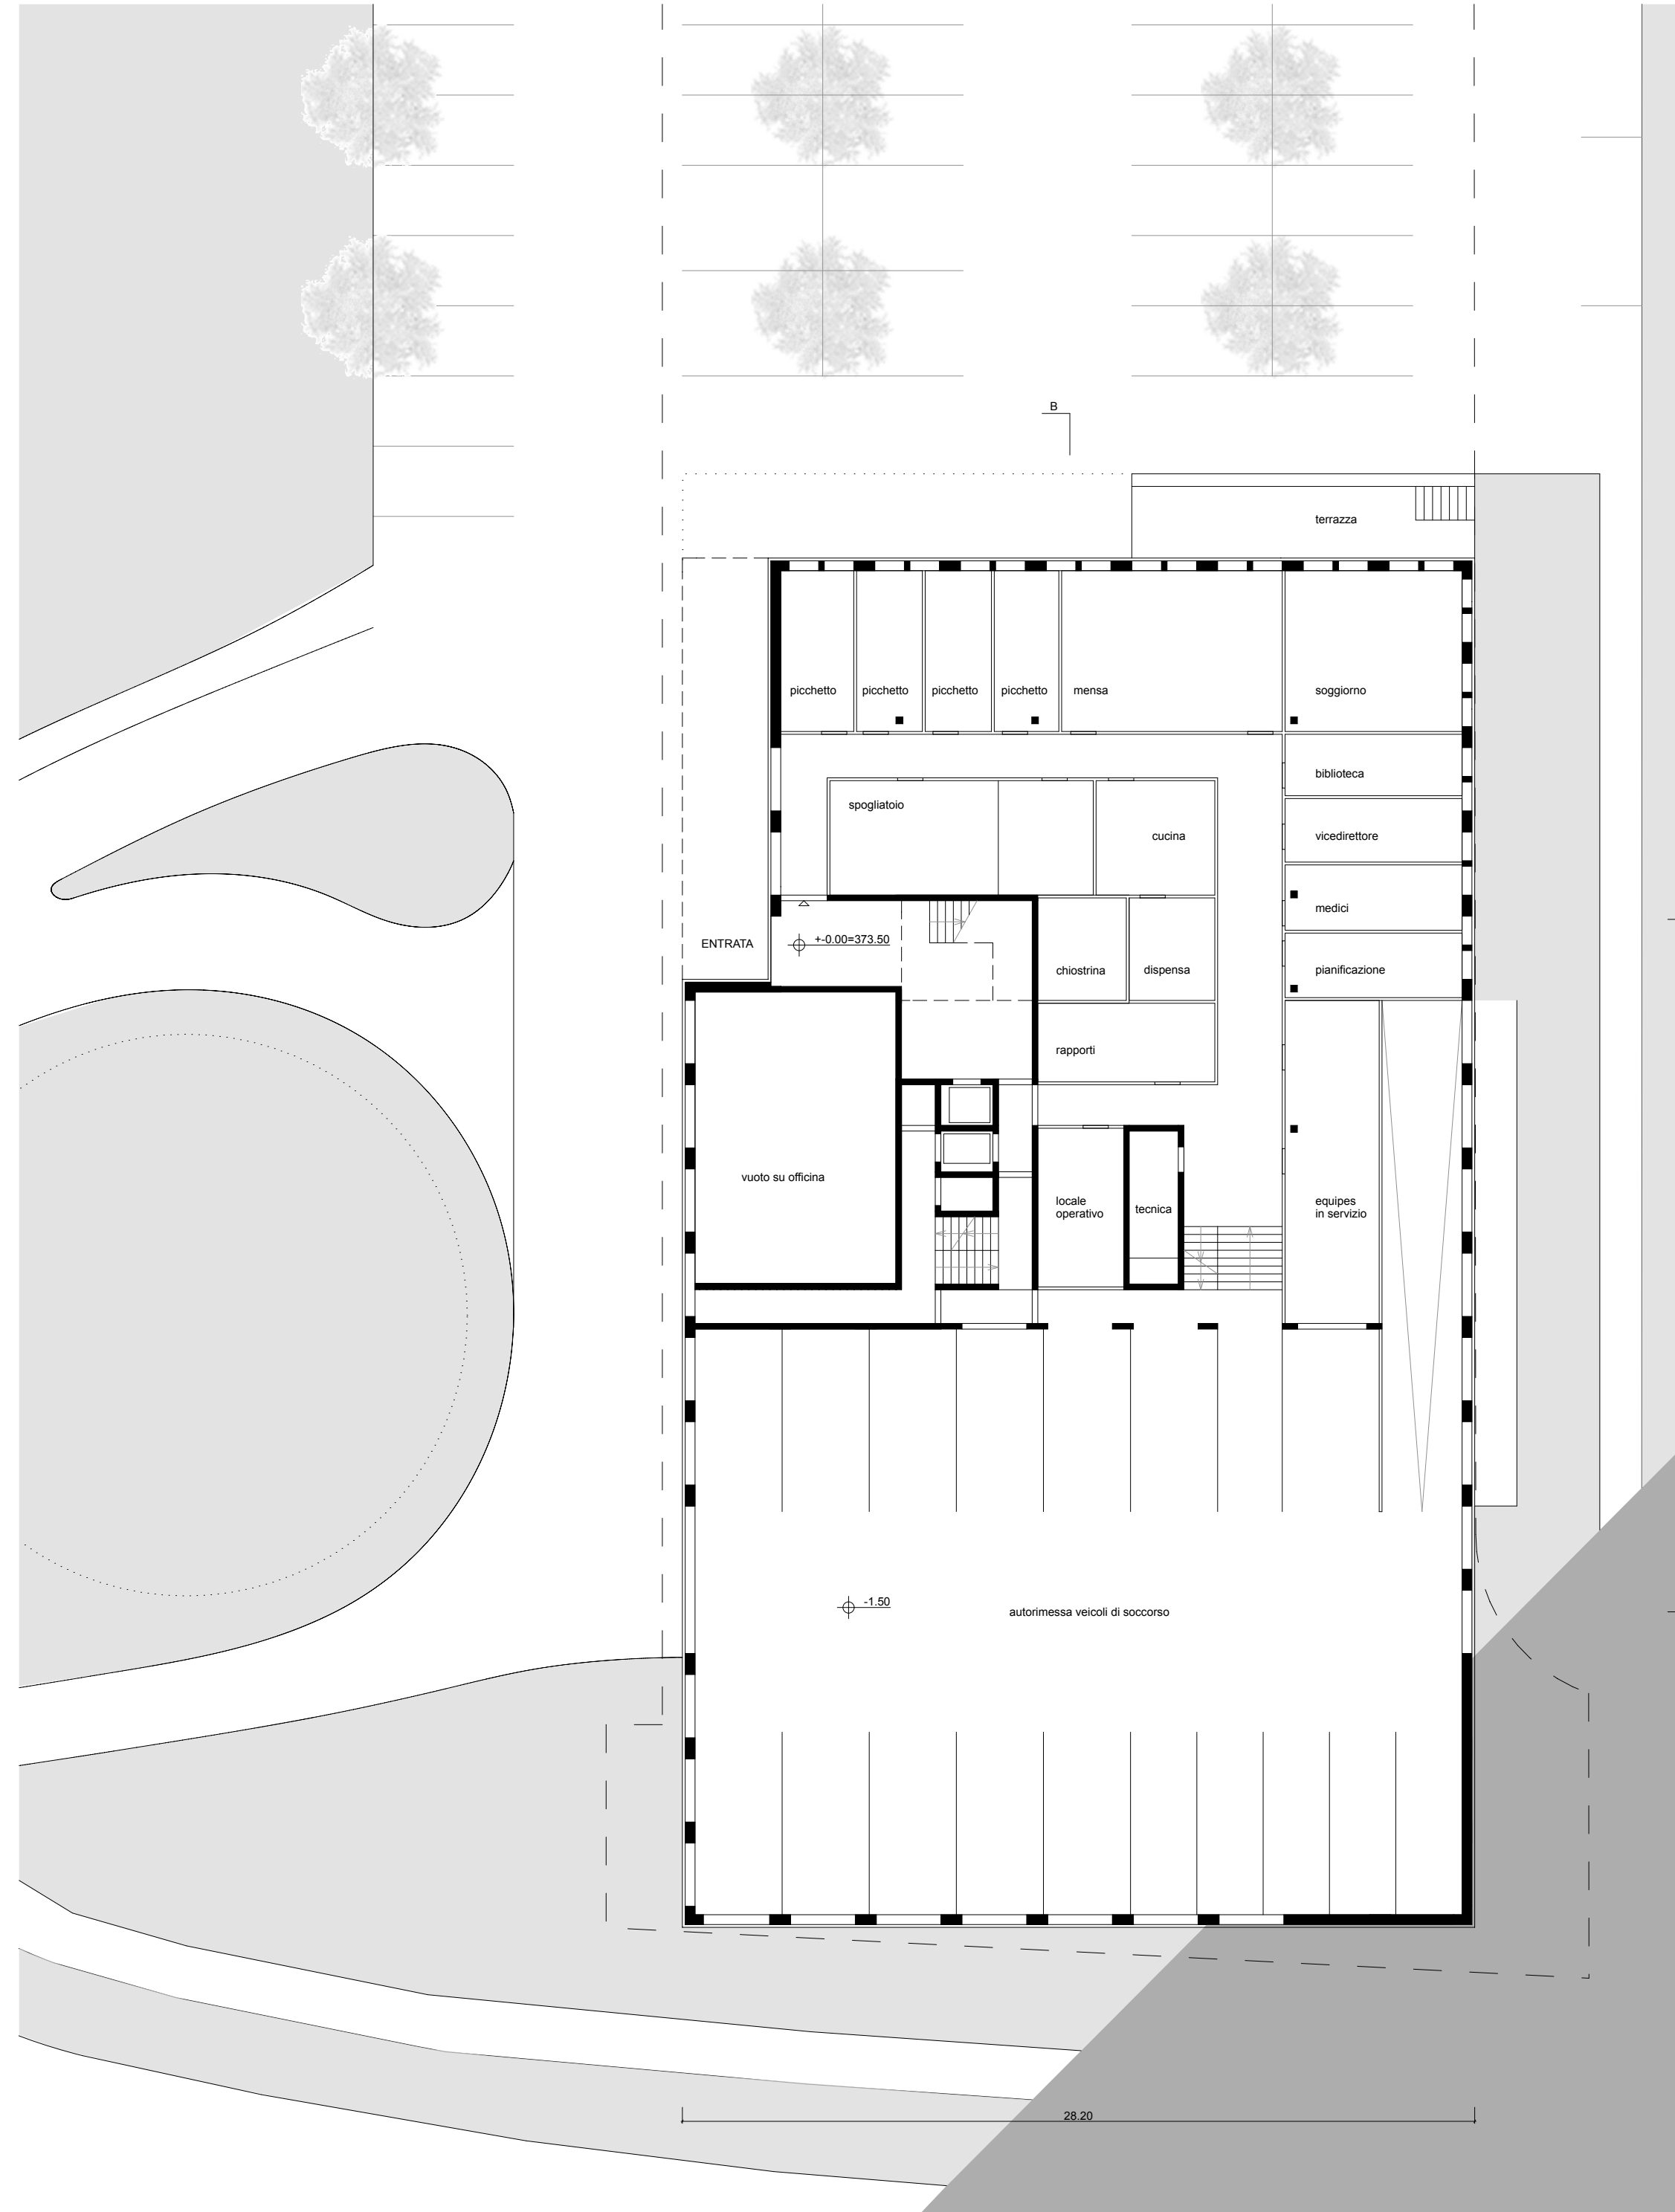 B
terrazza
picchetto
picchetto
picchetto
picchetto
mensa
soggiorno
biblioteca
spogliatoio
cucina
vicedirettore
medici
ENTRATA
+-0.00=373.50
chiostrina
dispensa
pianificazione
rapporti
vuoto su officina
locale
operativo
tecnica
equipes
in servizio
-1.50
autorimessa veicoli di soccorso
28.20